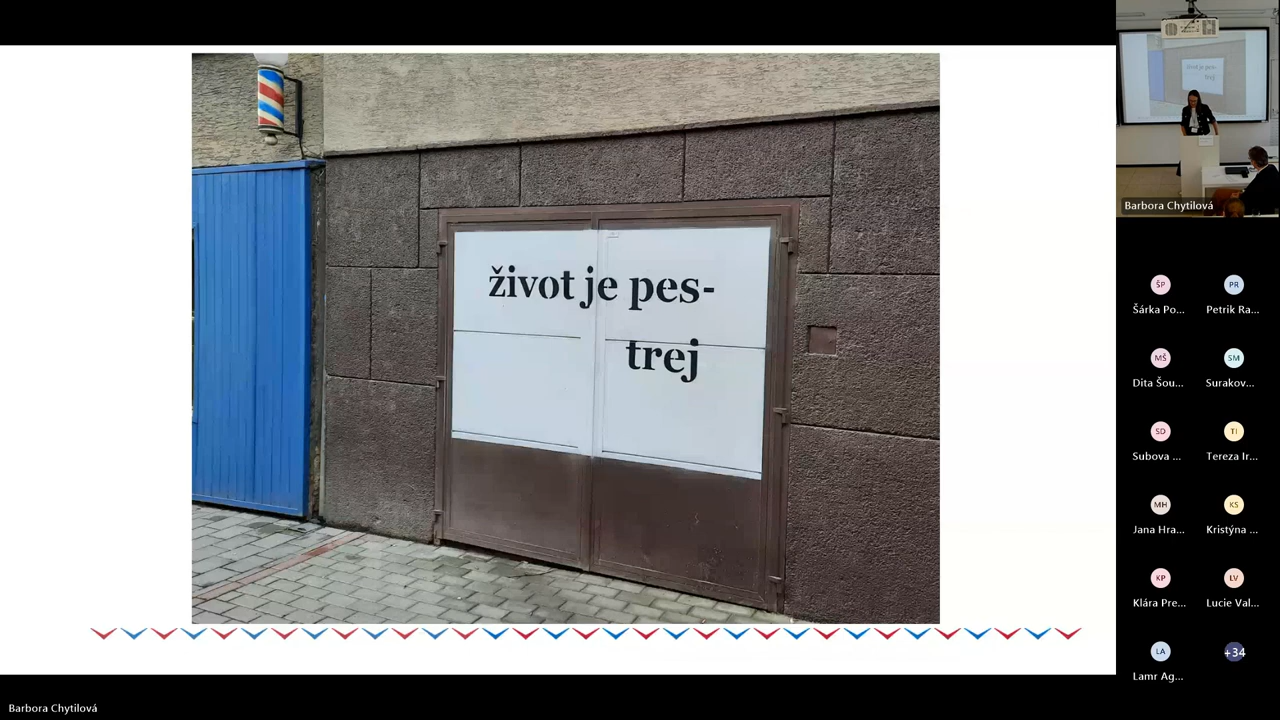 život je pes-
trej
Barbora Chytilová
ŠP
PR
Šárka Po...
Petrik Ra...
MŠ
SM
Dita Šou...
Surakov...
SD
TI
Subova ...
Tereza Ir...
MH
KS
Jana Hra...
Kristýna ...
KP
LV
Klára Pre...
Lucie Val...
LA
+34
Lamr Ag...
Barbora Chytilová